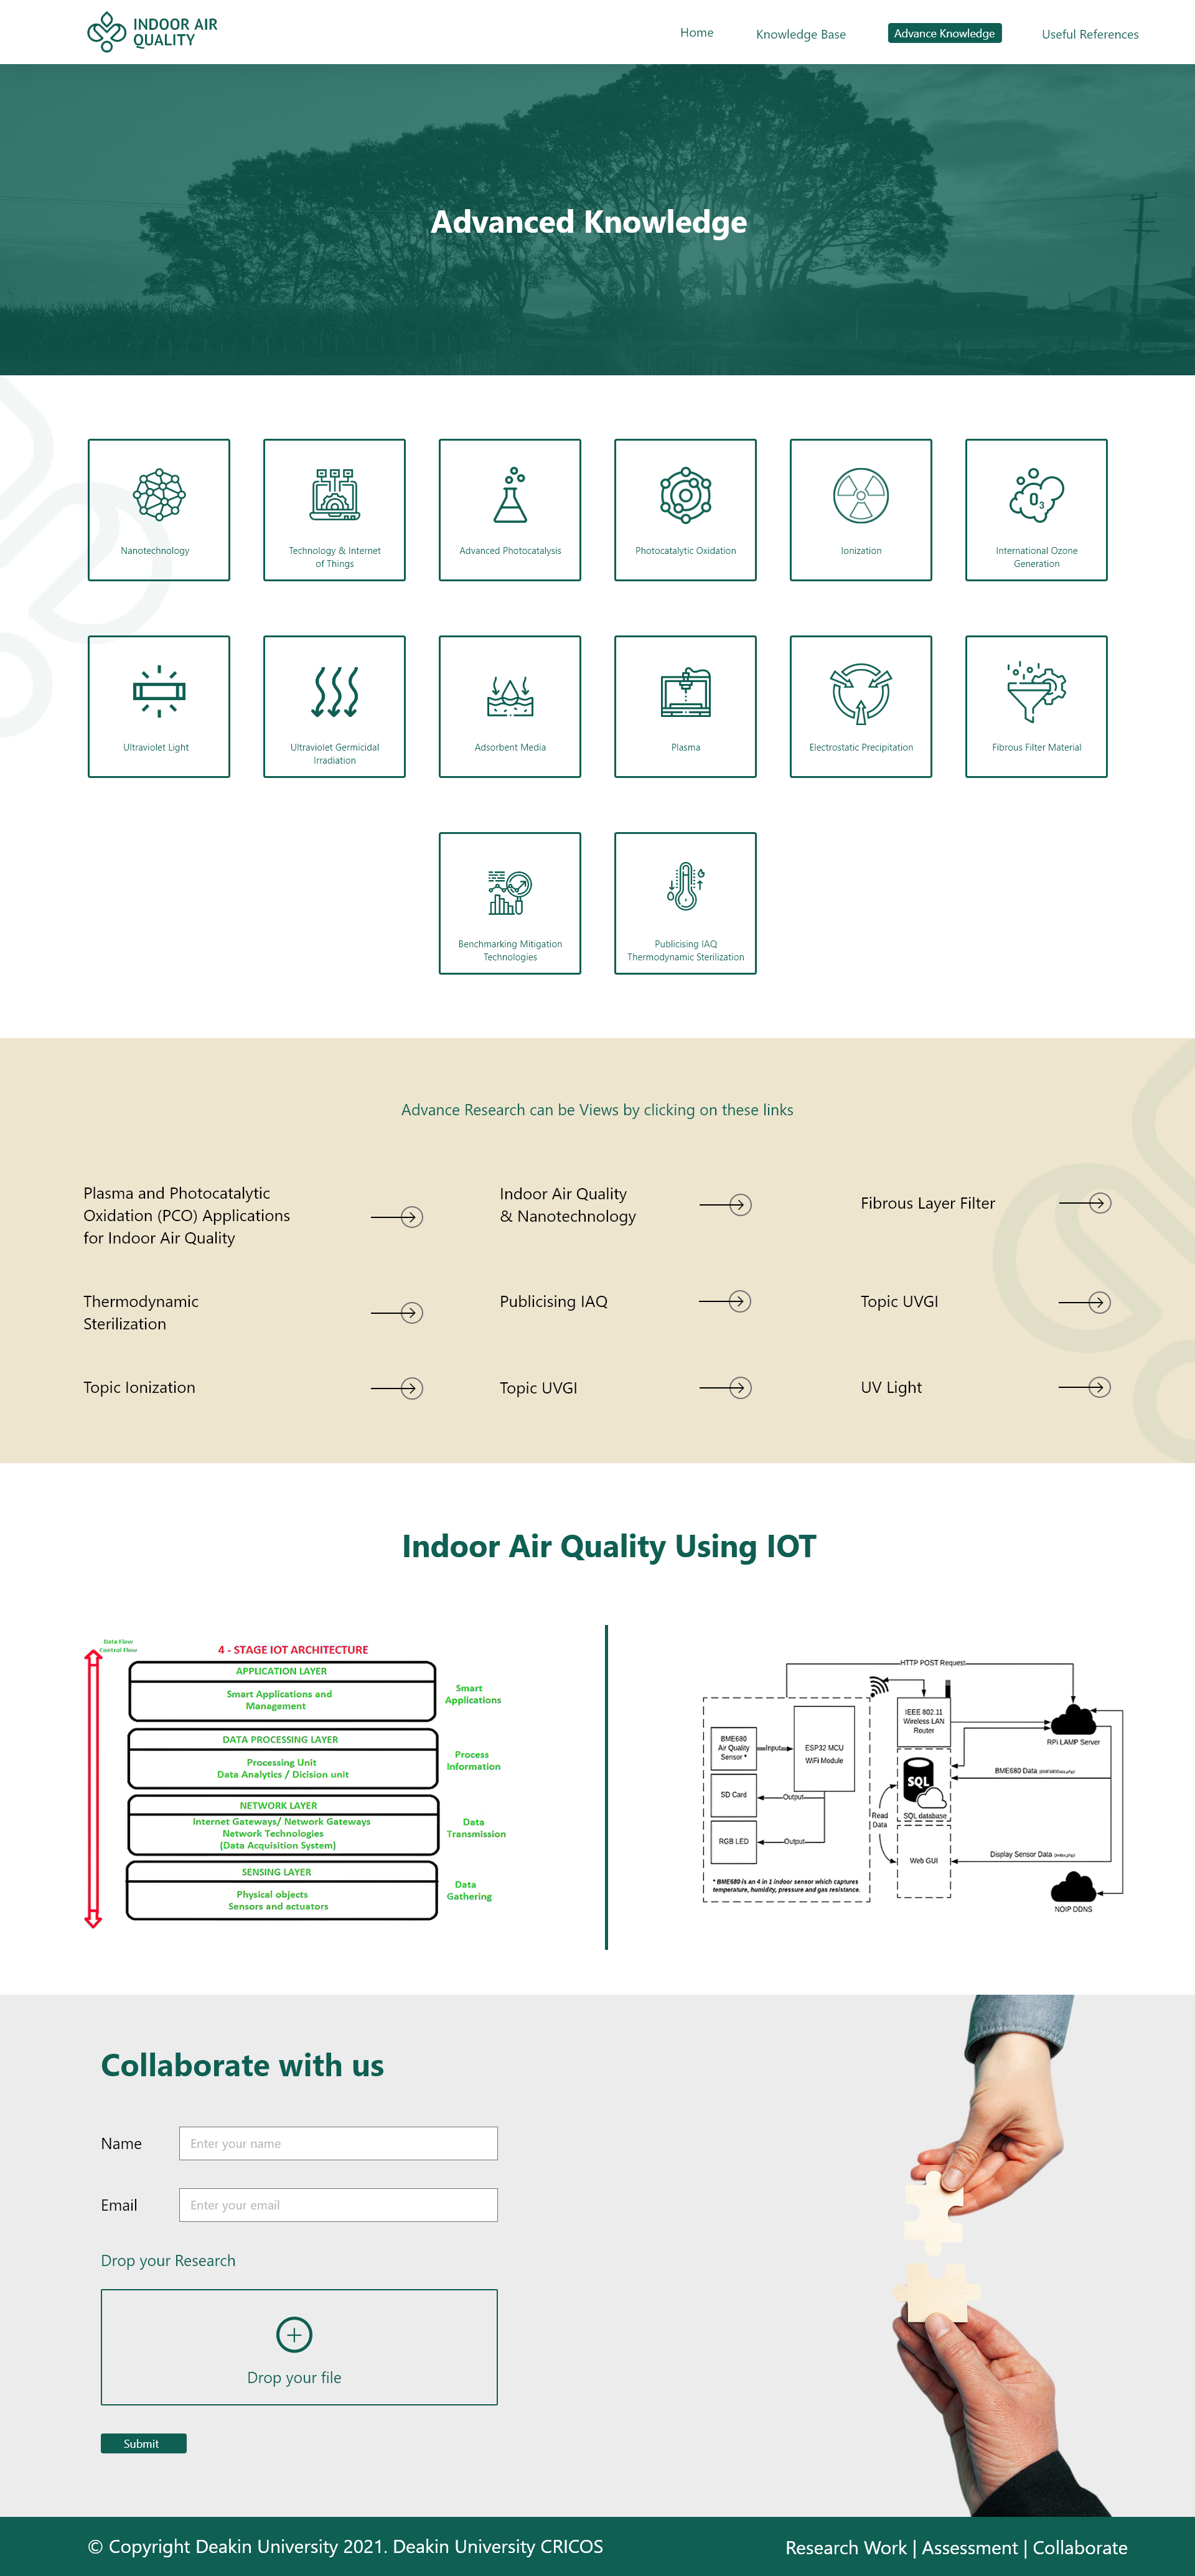 INDOOR AIR
QUALITY
Home
Knowledge Base
Advance Knowledge
Useful References
Advanced Knowledge
Nanotechnology
Technology & Internet
of Things
Advanced Photocatalysis
Photocatalytic Oxidation
Ionization
O3
International Ozone
Generation
Ultraviolet Light
Ultraviolet Germicidal
Irradiation
Adsorbent Media
Plasma
Electrostatic Precipitation
Fibrous Filter Material
Benchmarking Mitigation
Technologies
Publicising IAQ
Thermodynamic Sterilization
Advance Research can be Views by clicking on these links
Plasma and Photocatalytic
Oxidation (PCO) Applications
for Indoor Air Quality
Indoor Air Quality
& Nanotechnology
Fibrous Layer Filter
Thermodynamic
Sterilization
Publicising IAQ
Topic UVGI
Topic Ionization
Topic UVGI
UV Light
Indoor Air Quality Using IOT
Data Flow
Control Flow
4 - STAGE IOT ARCHITECTURE
APPLICATION LAYER
Smart Applications and
Management
Smart
Applications
DATA PROCESSING LAYER
Processing Unit
Data Analytics / Dicision unit
Process
Information
NETWORK LAYER
Internet Gateways/ Network Gateways
Network Technologies
(Data Acquisition System)
Data
Transmission
SENSING LAYER
Physical objects
Sensors and actuators
Data
Gathering
HTTP POST Request
IEEE 802.11
Wireless LAN
Router
BME680
Air Quality
Sensor *
Input
ESP32 MCU
WiFi Module
RPi LAMP Server
SQL
SQL database
BME680 Data (BME680Data.php)
SD Card
Output
Read
Data
RGB LED
Output
Web GUI
Display Sensor Data (index.php)
* BME680 is an 4 in 1 indoor sensor which captures
temperature, humidity, pressure and gas resistance.
NOIP DDNS
Collaborate with us
Name
Enter your name
Email
Enter your email
Drop your Research
Drop your file
Submit
© Copyright Deakin University 2021. Deakin University CRICOS
Research Work | Assessment | Collaborate